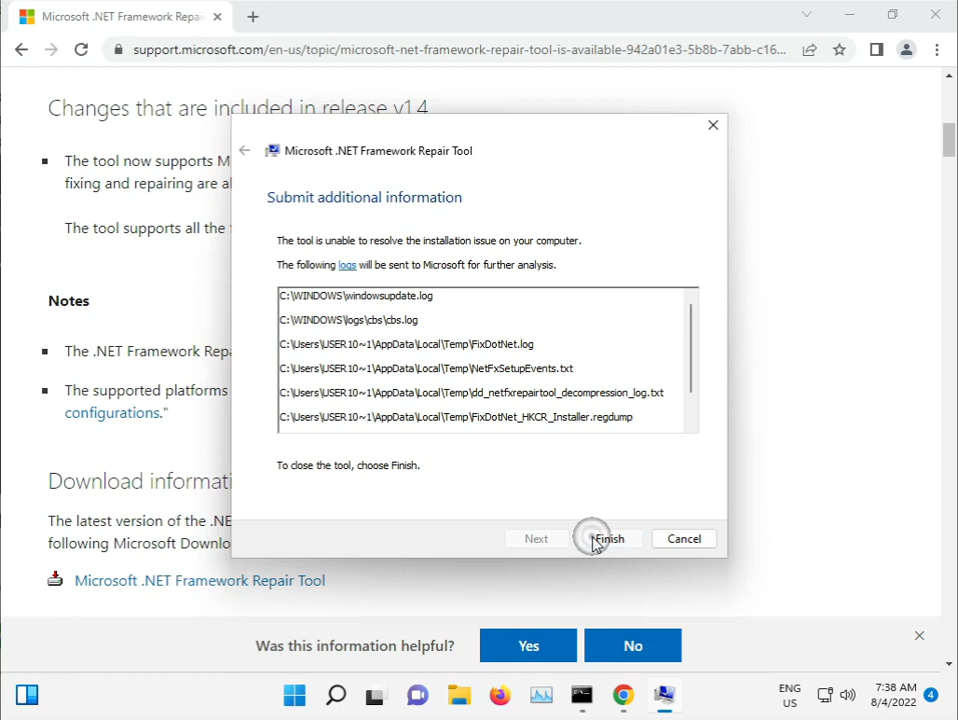 Microsoft .NET Framework Repa
support.microsoft.com/en-us/topic/microsoft-net-framework-repair-tool-is-available-942a01e3-5b8b-7abb-c16...
Changes that are included in release v1.4
The tool now supports M
fixing and repairing are al
The tool supports all the
Notes
The .NET Framework Repa
The supported platforms
configurations."
Download informati
The latest version of the .NE
following Microsoft Downlo
Microsoft .NET Framework Repair Tool
Microsoft .NET Framework Repair Tool
Submit additional information
The tool is unable to resolve the installation issue on your computer.
The following logs will be sent to Microsoft for further analysis.
C:\WINDOWS\windowsupdate.log
C:\WINDOWS\logs\cbs\cbs.log
C:\Users\USER10~1\AppData\Local\Temp\FixDotNet.log
C:\Users\USER10~1\AppData\Local\Temp\NetFxSetupEvents.txt
C:\Users\USER10~1\AppData\Local\Temp\dd_netfxrepairtool_decompression_log.txt
C:\Users\USER10~1\AppData\Local\Temp\FixDotNet_HKCR_Installer.regdump
To close the tool, choose Finish.
Next Finish Cancel
Was this information helpful? Yes No
ENG 7:38 AM
US 8/4/2022 4